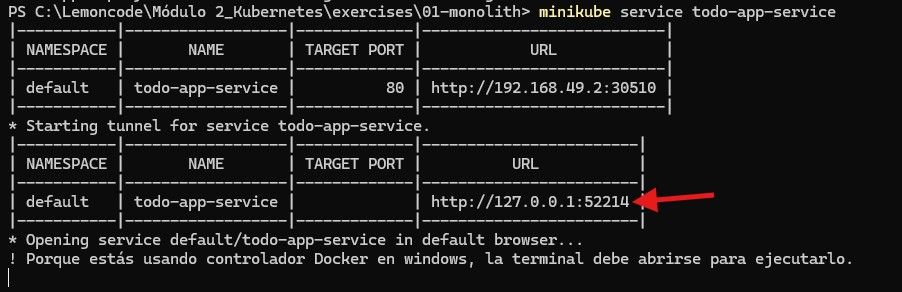 PS C:\Lemoncode\Módulo 2_Kubernetes\exercises\01-monolith> minikube service todo-app-service
|-----------|------------------|-------------|---------------------------|
| NAMESPACE | NAME | TARGET PORT | URL |
|-----------|------------------|-------------|---------------------------|
| default | todo-app-service | 80 | http://192.168.49.2:30510 |
|-----------|------------------|-------------|---------------------------|
* Starting tunnel for service todo-app-service.
|-----------|------------------|-------------|------------------------|
| NAMESPACE | NAME | TARGET PORT | URL |
|-----------|------------------|-------------|------------------------|
| default | todo-app-service | | http://127.0.0.1:52214 |
|-----------|------------------|-------------|------------------------|
* Opening service default/todo-app-service in default browser...
! Porque estás usando controlador Docker en windows, la terminal debe abrirse para ejecutarlo.